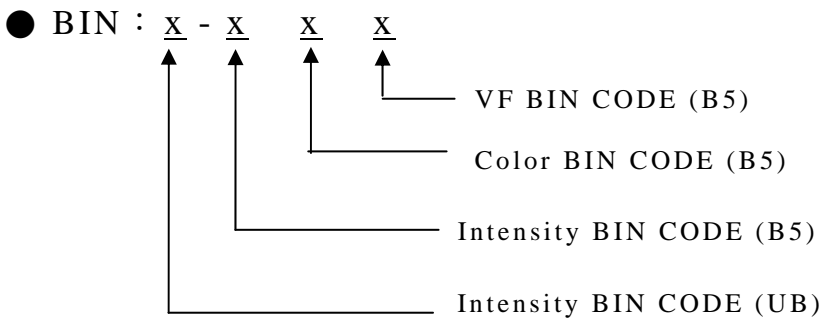 ● BIN：x - x x x
VF BIN CODE (B5)
Color BIN CODE (B5)
Intensity BIN CODE (B5)
Intensity BIN CODE (UB)